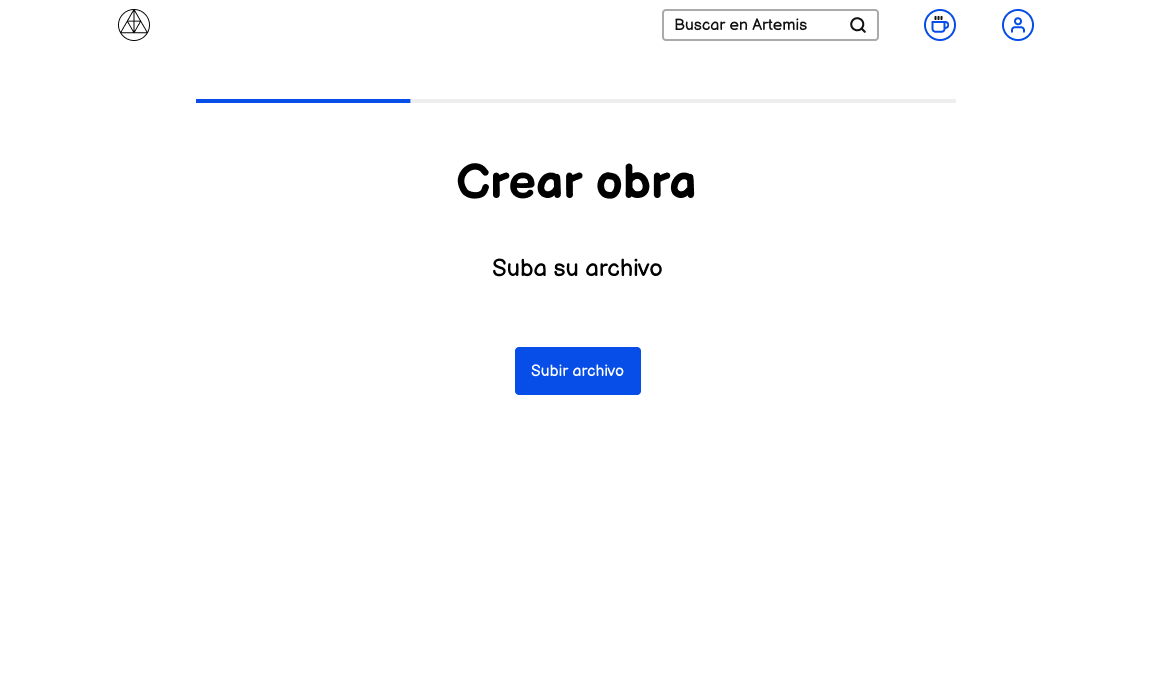 Buscar en Artemis
Crear obra
Suba su archivo
Subir archivo